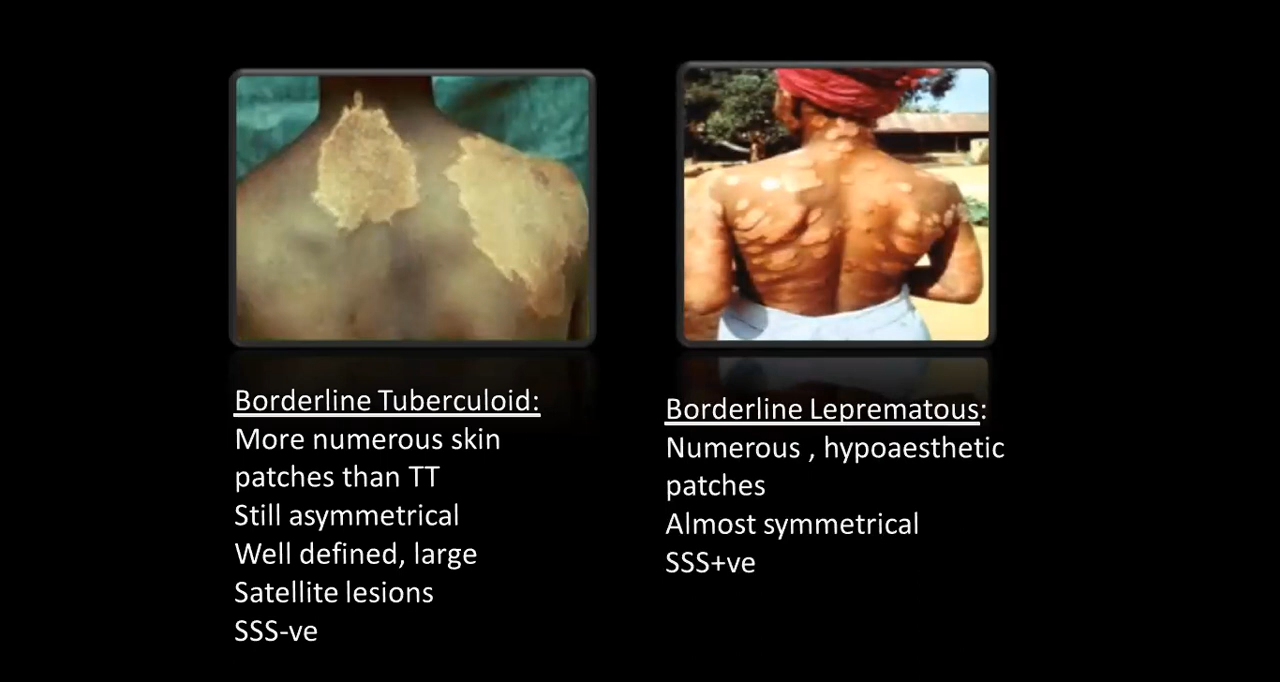 Borderline Tuberculoid:
More numerous skin
patches than TT
Still asymmetrical
Well defined, large
Satellite lesions
SSS-ve
Borderline Leprematous:
Numerous , hypoaesthetic
patches
Almost symmetrical
SSS+ve